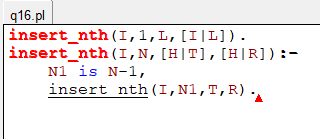 q16.pl
insert_nth(I,1,L,[I|L]).
insert_nth(I,N,[H|T],[H|R]):-
    N1 is N-1,
    insert_nth(I,N1,T,R).